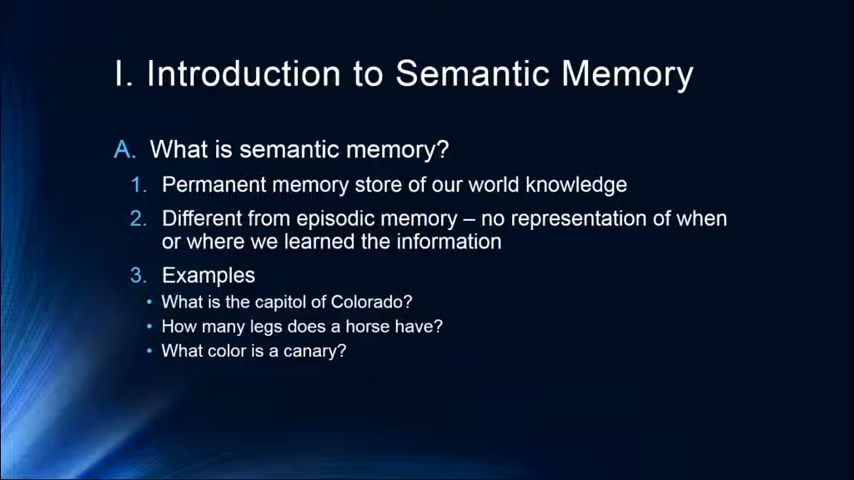 I. Introduction to Semantic Memory
A. What is semantic memory?
1. Permanent memory store of our world knowledge
2. Different from episodic memory – no representation of when
or where we learned the information
3. Examples
• What is the capitol of Colorado?
• How many legs does a horse have?
• What color is a canary?